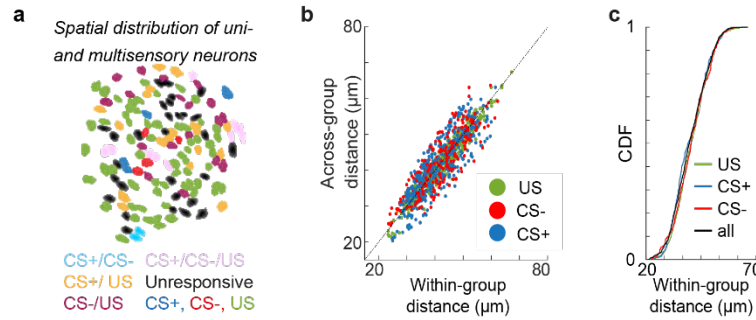 a
Spatial distribution of uni-
and multisensory neurons
CS+/CS- CS+/CS-/US
CS+/ US Unresponsive
CS-/US CS+, CS-, US
b
80
Across-group
distance (µm)
20
15
20
80
Within-group
distance (µm)
US
CS-
CS+
c
1
CDF
0
20
70
Within-group
distance (µm)
US
CS+
CS-
all